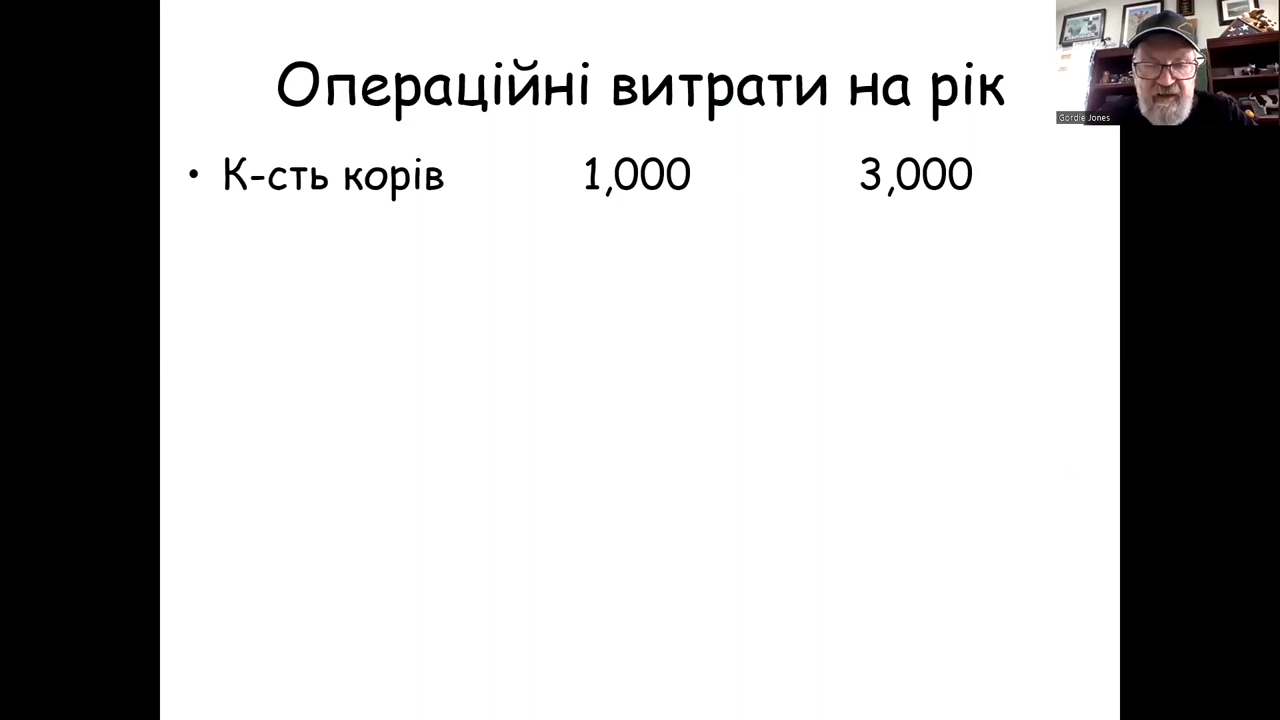 Операційні витрати на рік
• К-сть корів 1,000 3,000
Gordie Jones